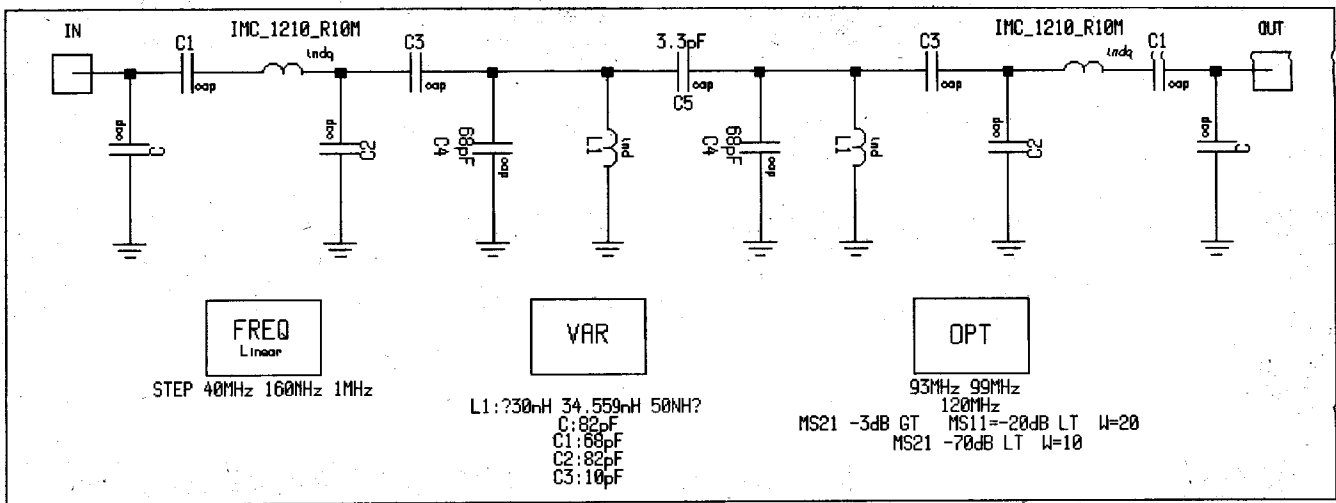 IN
C1
IMC_1210_R10M
indq
C3
3.3pF
C3
IMC_1210_R10M
indq
C1
OUT
cap
cap
cap
C5
cap
cap
cap
C
cap
C2
68pF
C4
cap
L1
ind
68pF
C4
cap
L1
ind
cap
C2
cap
C
FREQ
Linear
STEP 40MHz 160MHz 1MHz
VAR
L1:?30nH 34.559nH 50NH?
C:82pF
C1:68pF
C2:82pF
C3:10pF
OPT
93MHz 99MHz
120MHz
MS21 -3dB GT MS11=-20dB LT W=20
MS21 -70dB LT W=10